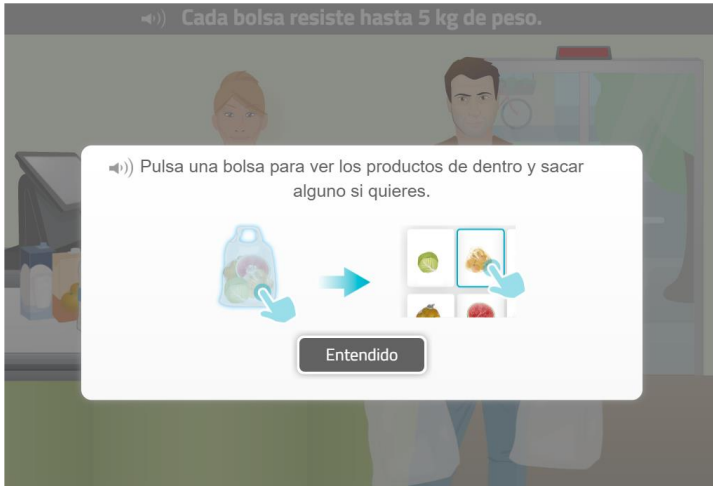 Cada bolsa resiste hasta 5 kg de peso.
Pulsa una bolsa para ver los productos de dentro y sacar
alguno si quieres.
Entendido